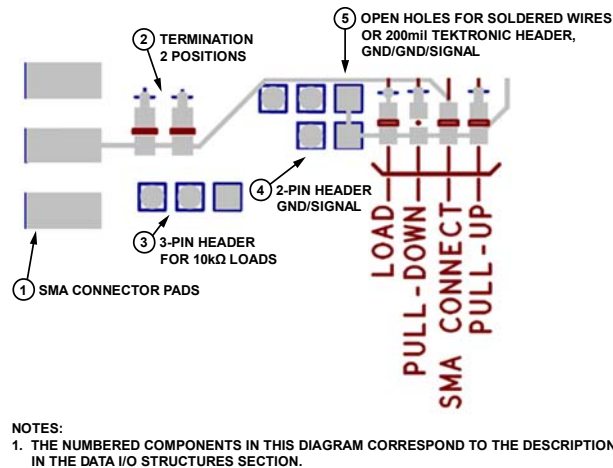 5 OPEN HOLES FOR SOLDERED WIRES
OR 200mil TEKTRONIC HEADER,
GND/GND/SIGNAL
2 TERMINATION
2 POSITIONS
4 2-PIN HEADER
GND/SIGNAL
3 3-PIN HEADER
FOR 10kΩ LOADS
1 SMA CONNECTOR PADS
LOAD
PULL-DOWN
SMA CONNECT
PULL-UP
NOTES:
1. THE NUMBERED COMPONENTS IN THIS DIAGRAM CORRESPOND TO THE DESCRIPTION
IN THE DATA I/O STRUCTURES SECTION.